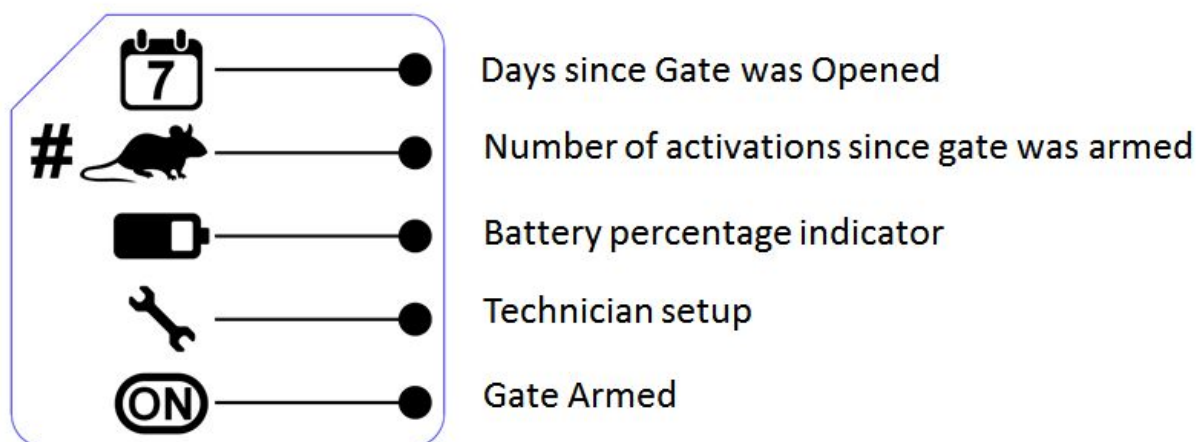 7 Days since Gate was Opened
# Number of activations since gate was armed
Battery percentage indicator
Technician setup
ON Gate Armed